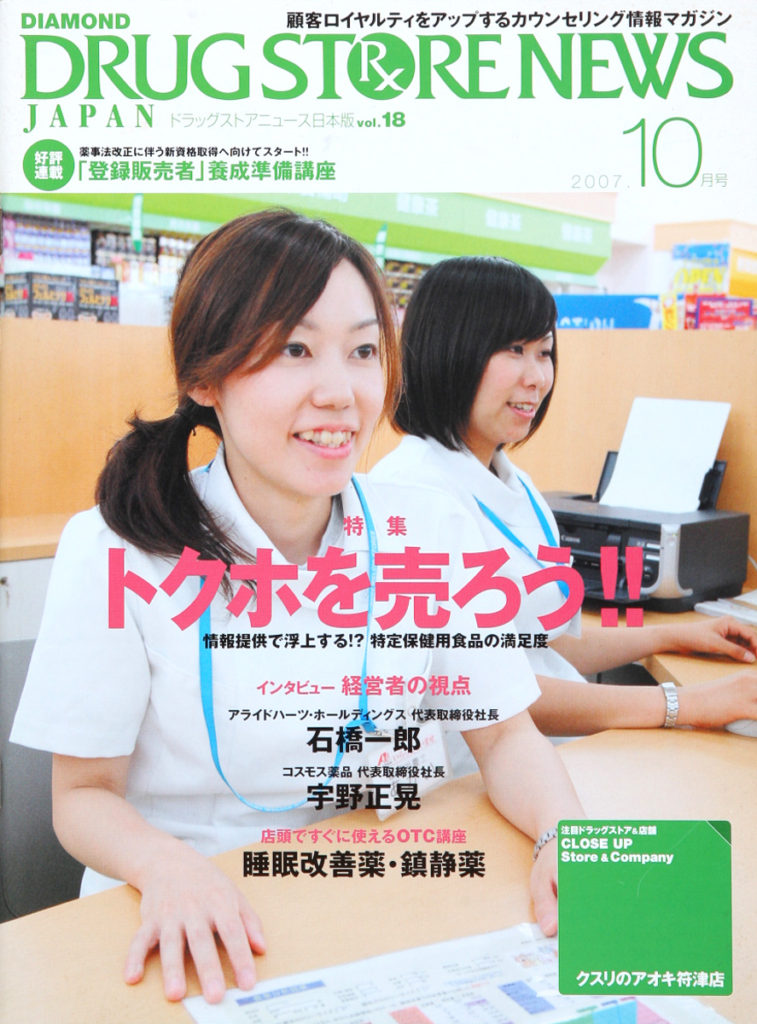 DIAMOND
顧客ロイヤルティをアップするカウンセリング情報マガジン
DRUG STORE NEWS
JAPAN ドラッグストアニュース日本版 vol.18
好評連載
薬事法改正に伴う新資格取得へ向けてスタート!!
「登録販売者」養成準備講座
2007. 10月号
特集
トクホを売ろう!!
情報提供で浮上する!? 特定保健用食品の満足度
インタビュー 経営者の視点
アライドハーツ・ホールディングス 代表取締役社長
石橋一郎
コスモス薬品 代表取締役社長
宇野正晃
店頭ですぐに使えるOTC講座
睡眠改善薬・鎮静薬
注目ドラッグストア&店舗
CLOSE UP
Store & Company
クスリのアオキ符津店
Canon